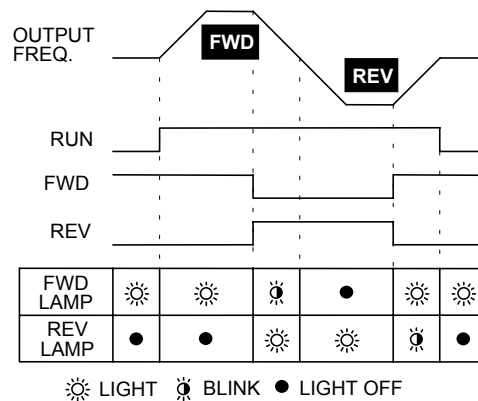 OUTPUT
FREQ.
FWD
REV
RUN
FWD
REV
FWD
LAMP
REV
LAMP
LIGHT BLINK LIGHT OFF